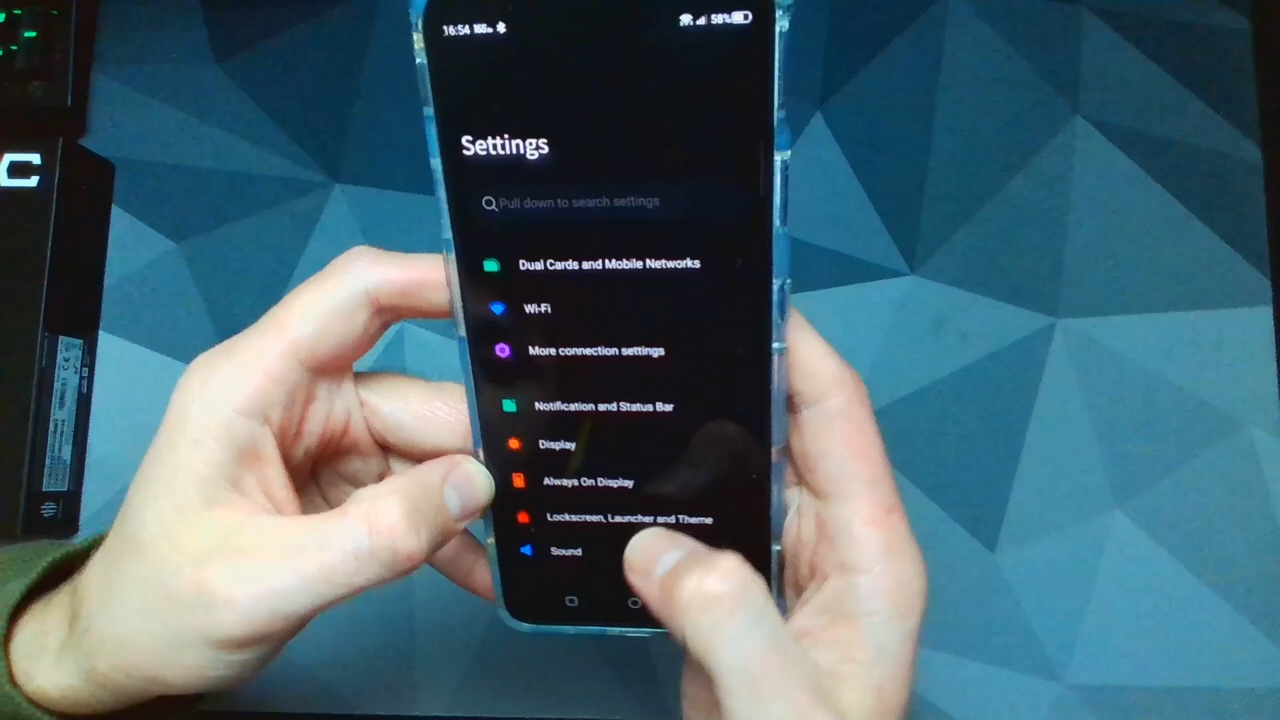 16:54
58%
Settings
Pull down to search settings
Dual Cards and Mobile Networks
Wi-Fi
More connection settings
Notification and Status Bar
Display
Always On Display
Lockscreen, Launcher and Theme
Sound